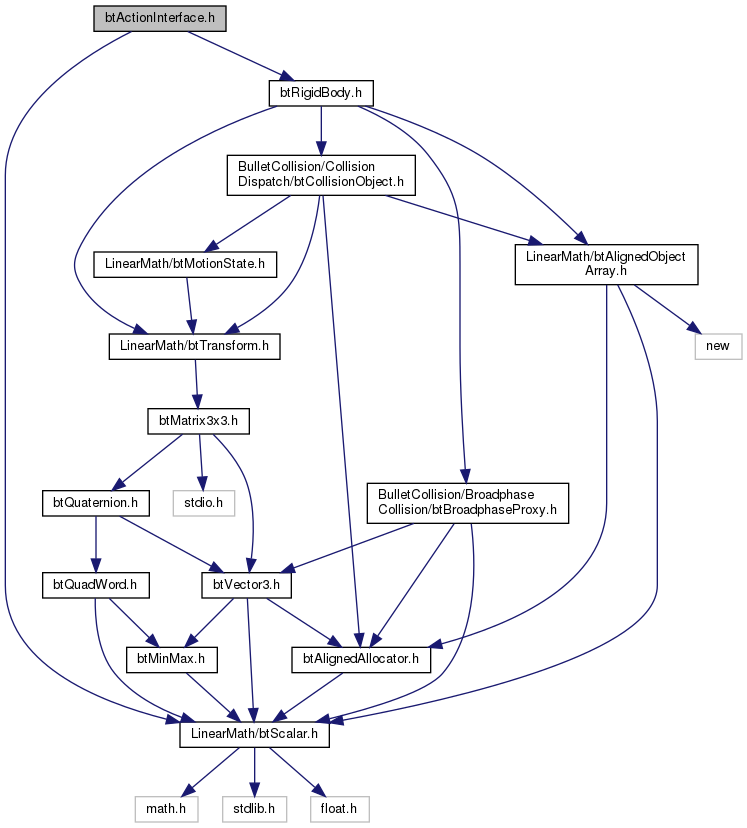 btActionInterface.h
btRigidBody.h
BulletCollision/Collision
Dispatch/btCollisionObject.h
LinearMath/btMotionState.h
LinearMath/btAlignedObject
Array.h
LinearMath/btTransform.h
new
btMatrix3x3.h
btQuaternion.h
stdio.h
BulletCollision/Broadphase
Collision/btBroadphaseProxy.h
btQuadWord.h
btVector3.h
btMinMax.h
btAlignedAllocator.h
LinearMath/btScalar.h
math.h
stdlib.h
float.h